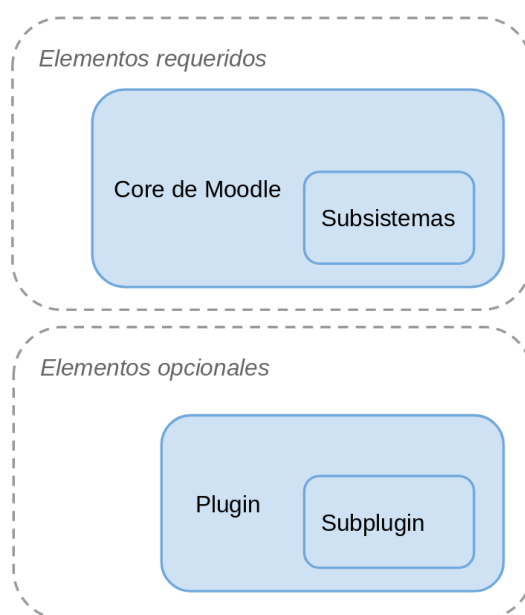 Elementos requeridos
Core de Moodle
Subsistemas
Elementos opcionales
Plugin
Subplugin